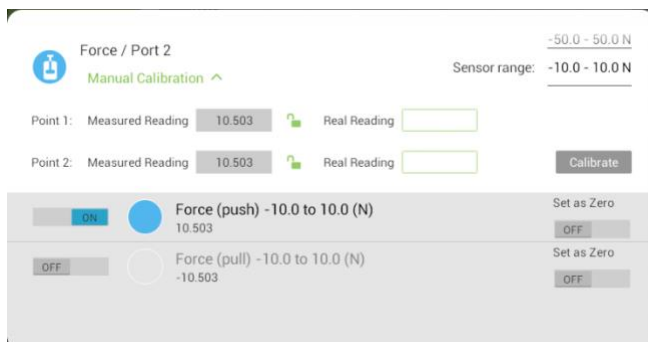 Force / Port 2
Manual Calibration
Sensor range:
-50.0 - 50.0 N
-10.0 - 10.0 N
Point 1: Measured Reading 10.503 Real Reading
Point 2: Measured Reading 10.503 Real Reading Calibrate
ON
Force (push) -10.0 to 10.0 (N)
10.503
Set as Zero
OFF
OFF
Force (pull) -10.0 to 10.0 (N)
-10.503
Set as Zero
OFF